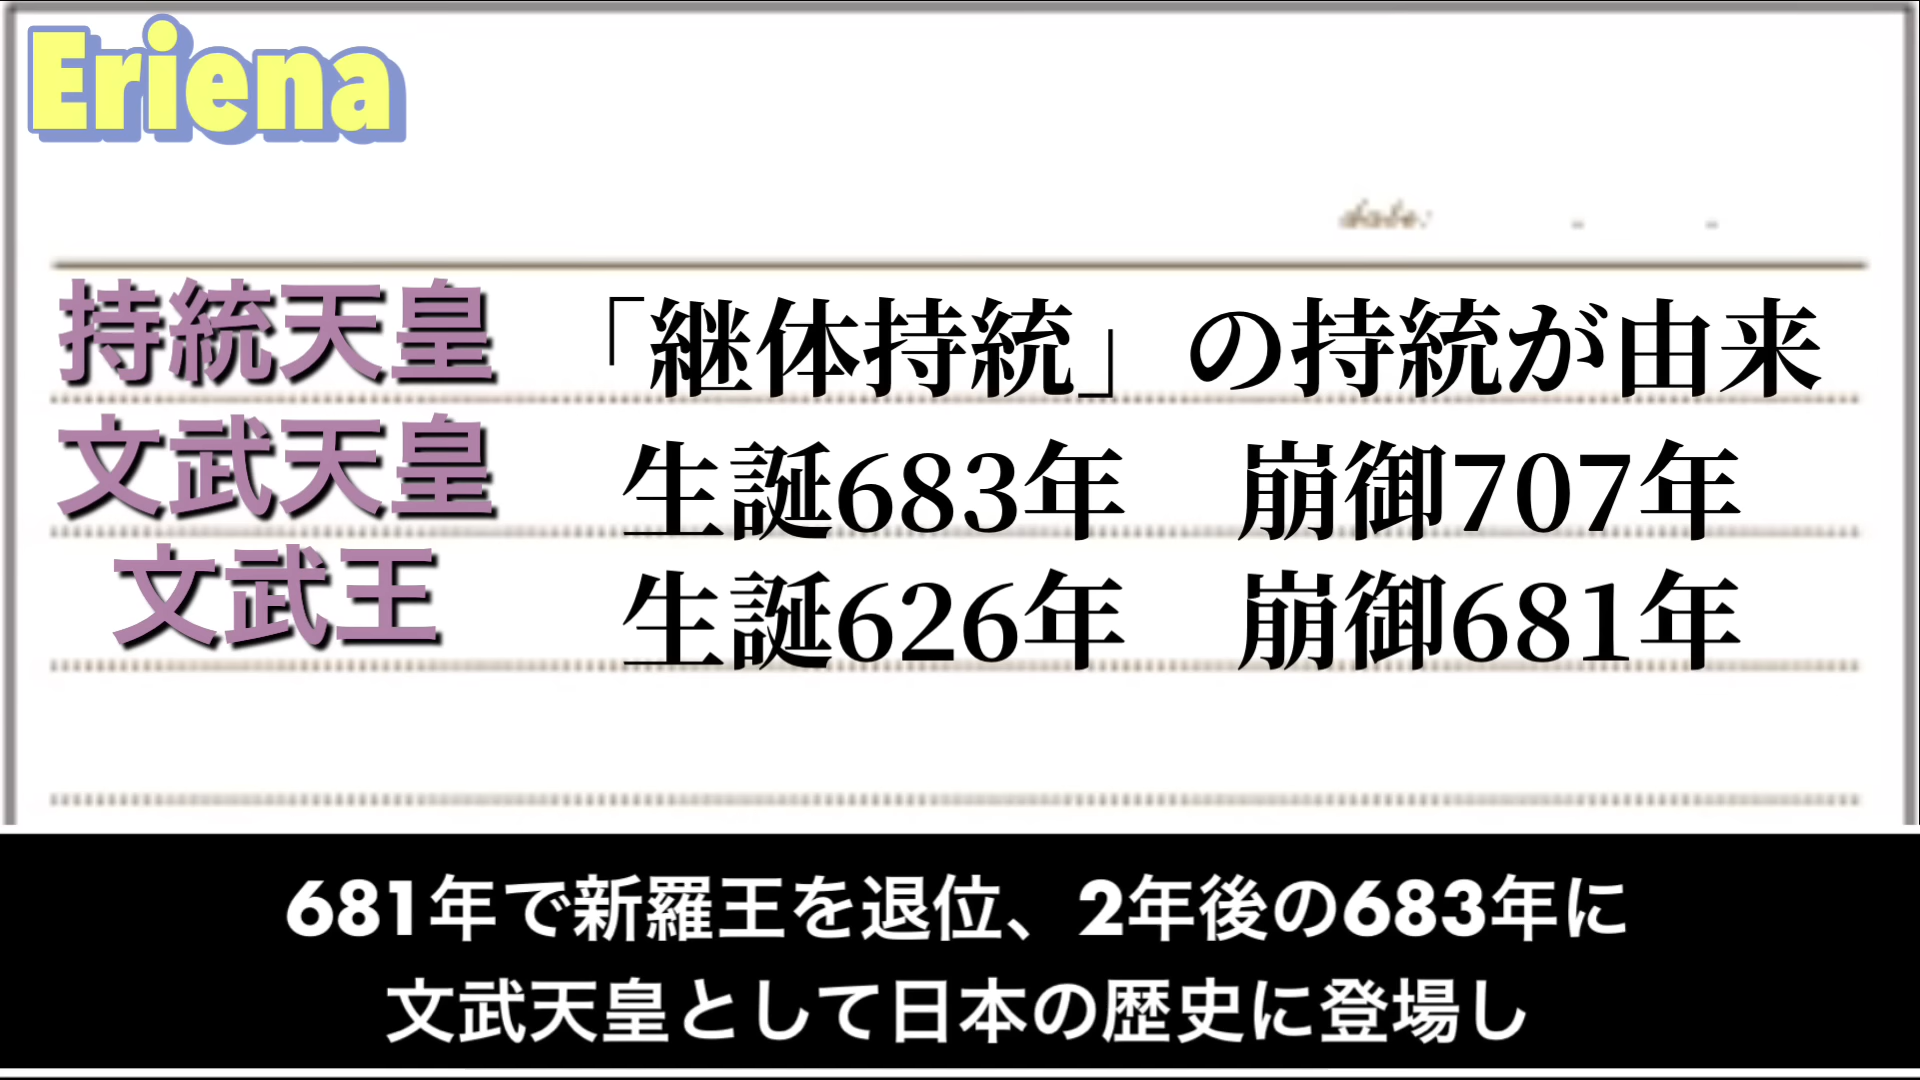 Eriena
date: - -
持統天皇 「継体持統」の持統が由来
文武天皇 生誕683年 崩御707年
文武王 生誕626年 崩御681年
681年で新羅王を退位、2年後の683年に
文武天皇として日本の歴史に登場し